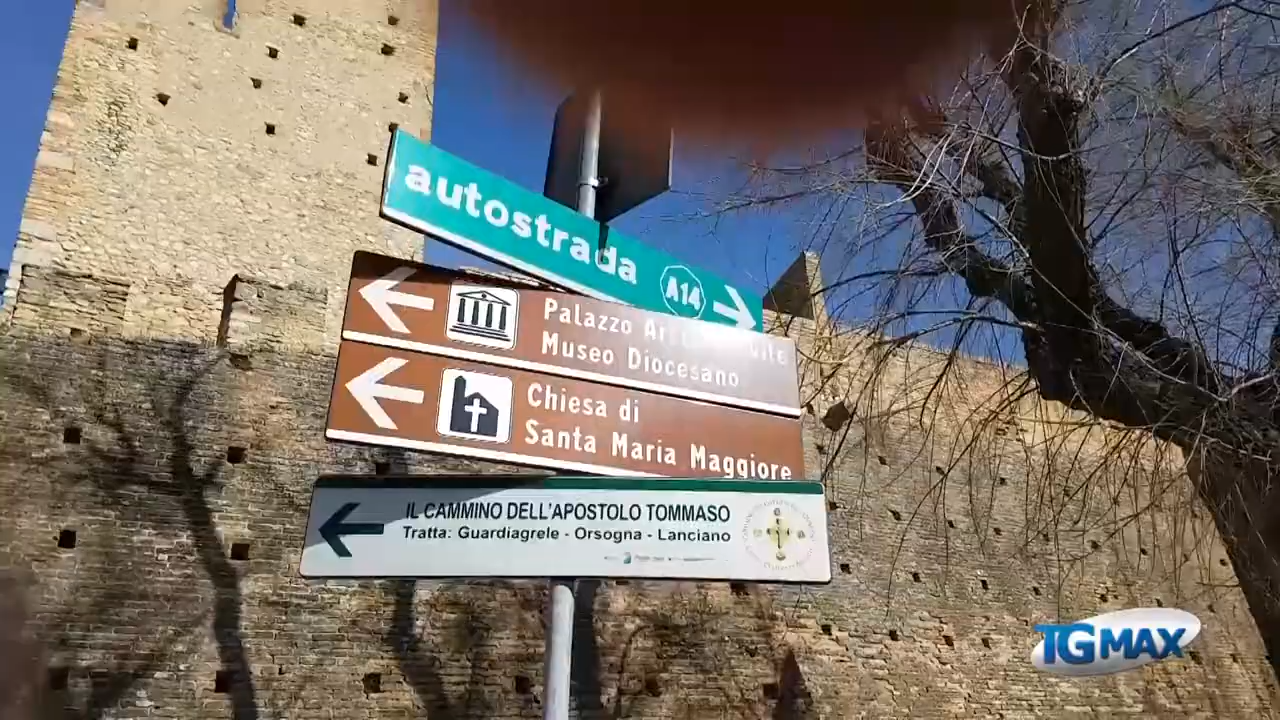 autostrada A14
Palazzo
Museo Diocesano
Chiesa di
Santa Maria Maggiore
IL CAMMINO DELL'APOSTOLO TOMMASO
Tratta: Guardiagrele - Orsogna - Lanciano
TGMAX